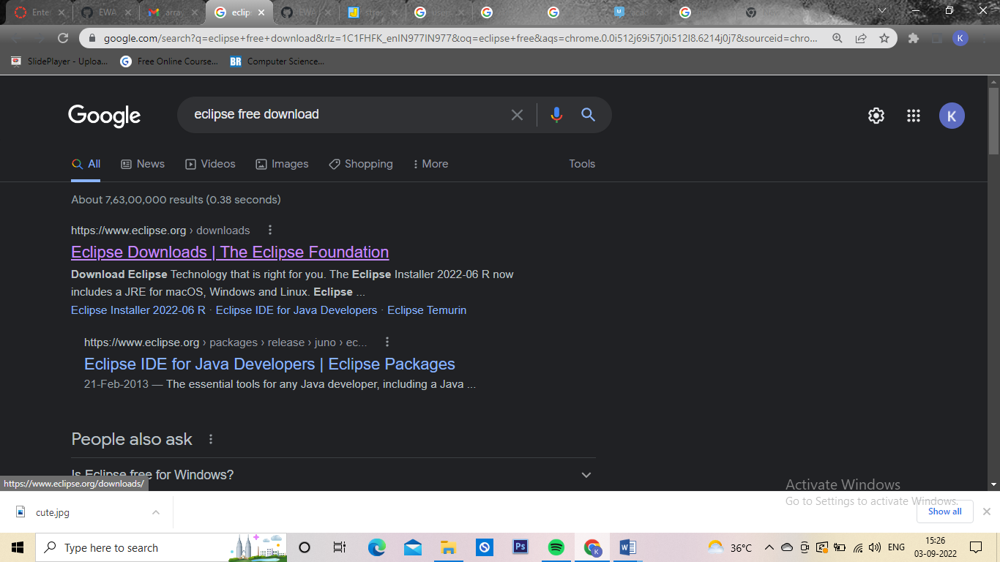 Ente
EWA
array
eclips
EWA
stres
users
aca
google.com/search?q=eclipse+free+download&rlz=1C1FHFK_enIN977IN977&oq=eclipse+free&aqs=chrome.0.0i512j69i57j0i512l8.6214j0j7&sourceid=chro...
K
SlidePlayer - Uploa...
Free Online Course...
BR Computer Science...
Google
eclipse free download
K
All
News
Videos
Images
Shopping
More
Tools
About 7,63,00,000 results (0.38 seconds)
https://www.eclipse.org › downloads
Eclipse Downloads | The Eclipse Foundation
Download Eclipse Technology that is right for you. The Eclipse Installer 2022-06 R now
includes a JRE for macOS, Windows and Linux. Eclipse ...
Eclipse Installer 2022-06 R · Eclipse IDE for Java Developers · Eclipse Temurin
https://www.eclipse.org › packages › release › juno › ec...
Eclipse IDE for Java Developers | Eclipse Packages
21-Feb-2013 — The essential tools for any Java developer, including a Java ...
People also ask
Is Eclipse free for Windows?
https://www.eclipse.org/downloads/
Activate Windows
Go to Settings to activate Windows.
cute.jpg
Show all
Type here to search
Ps
K
W
36°C
ENG
15:26
03-09-2022